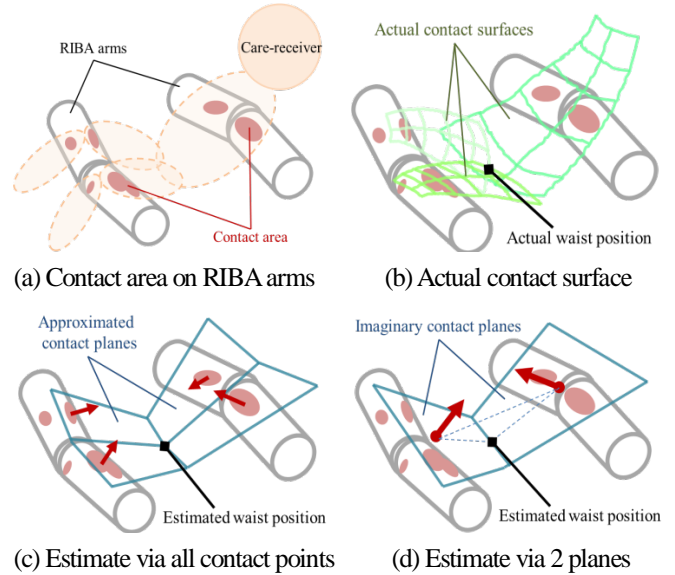 RIBA arms
Care-receiver
Contact area
(a) Contact area on RIBA arms
Actual contact surfaces
Actual waist position
(b) Actual contact surface
Approximated
contact planes
Estimated waist position
(c) Estimate via all contact points
Imaginary contact planes
Estimated waist position
(d) Estimate via 2 planes